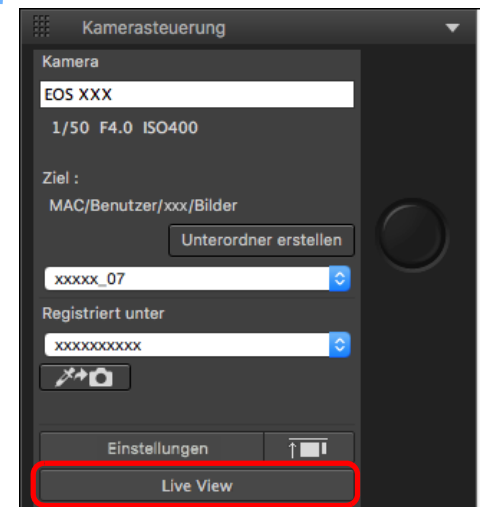 Kamerasteuerung
Kamera
EOS XXX
1/50 F4.0 ISO400
Ziel :
MAC/Benutzer/xxx/Bilder
Unterordner erstellen
xxxxx_07
Registriert unter
xxxxxxxxxx
Einstellungen
Live View